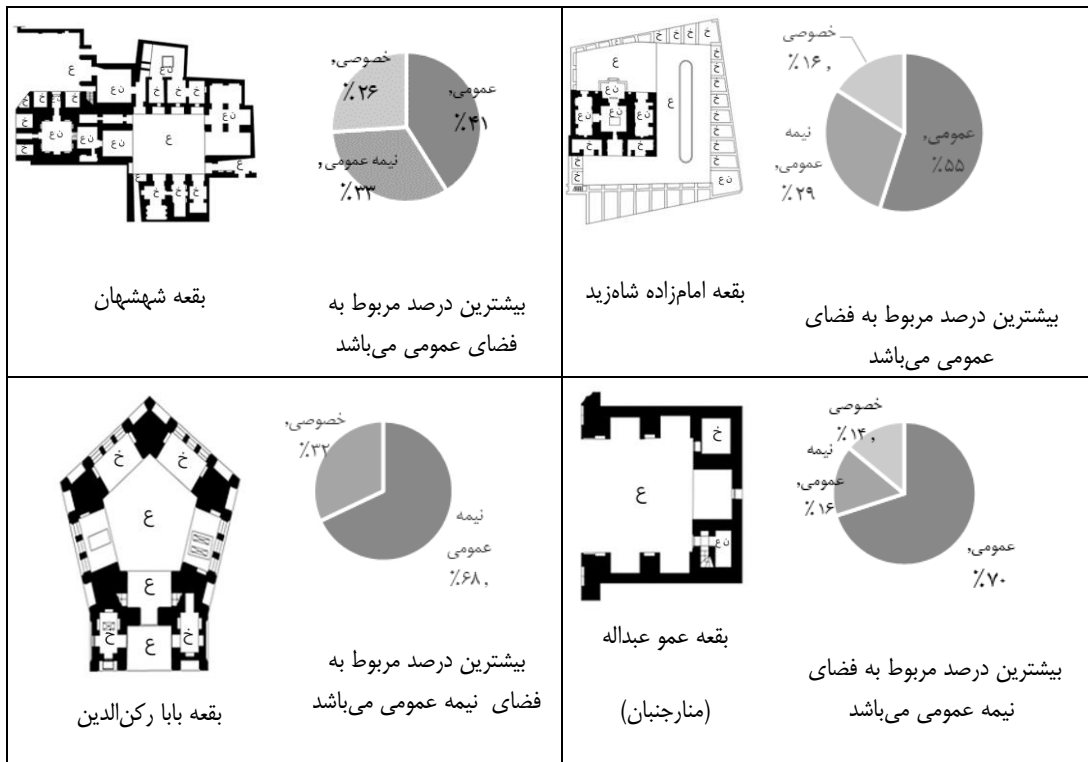 خصوصی,
٪۱۶
نیمه
عمومی,
٪۲۹
عمومی,
٪۵۵
خ خ خ خ خ
ع
ن ع
ن ع ن ع ن ع
ع
خ خ
خ
خ
خ
خ
خ
خ
خ
خ
ن ع
بقعه امام‌زاده شاه‌زید
بیشترین درصد مربوط به فضای
عمومی می‌باشد
خصوصی,
٪۲۶
عمومی,
٪۴۱
نیمه عمومی,
٪۳۳
ع
ن ع
ن ع
خ خ خ
خ خ خ خ
خ
خ
ن ع
ن ع
ن ع
ع
ن ع
ع
ع
خ خ خ
بقعه شهشهان
بیشترین درصد مربوط به
فضای عمومی می‌باشد
خصوصی,
٪۱۴
نیمه
عمومی,
٪۱۶
عمومی,
٪۷۰
خ
ع
ن ع
بقعه عمو عبداله
(منارجنبان)
بیشترین درصد مربوط به فضای
نیمه عمومی می‌باشد
خصوصی,
٪۳۲
نیمه
عمومی
٪۶۸,
خ خ
ع
ع
خ خ
ع
بقعه بابا رکن‌الدین
بیشترین درصد مربوط به
فضای نیمه عمومی می‌باشد